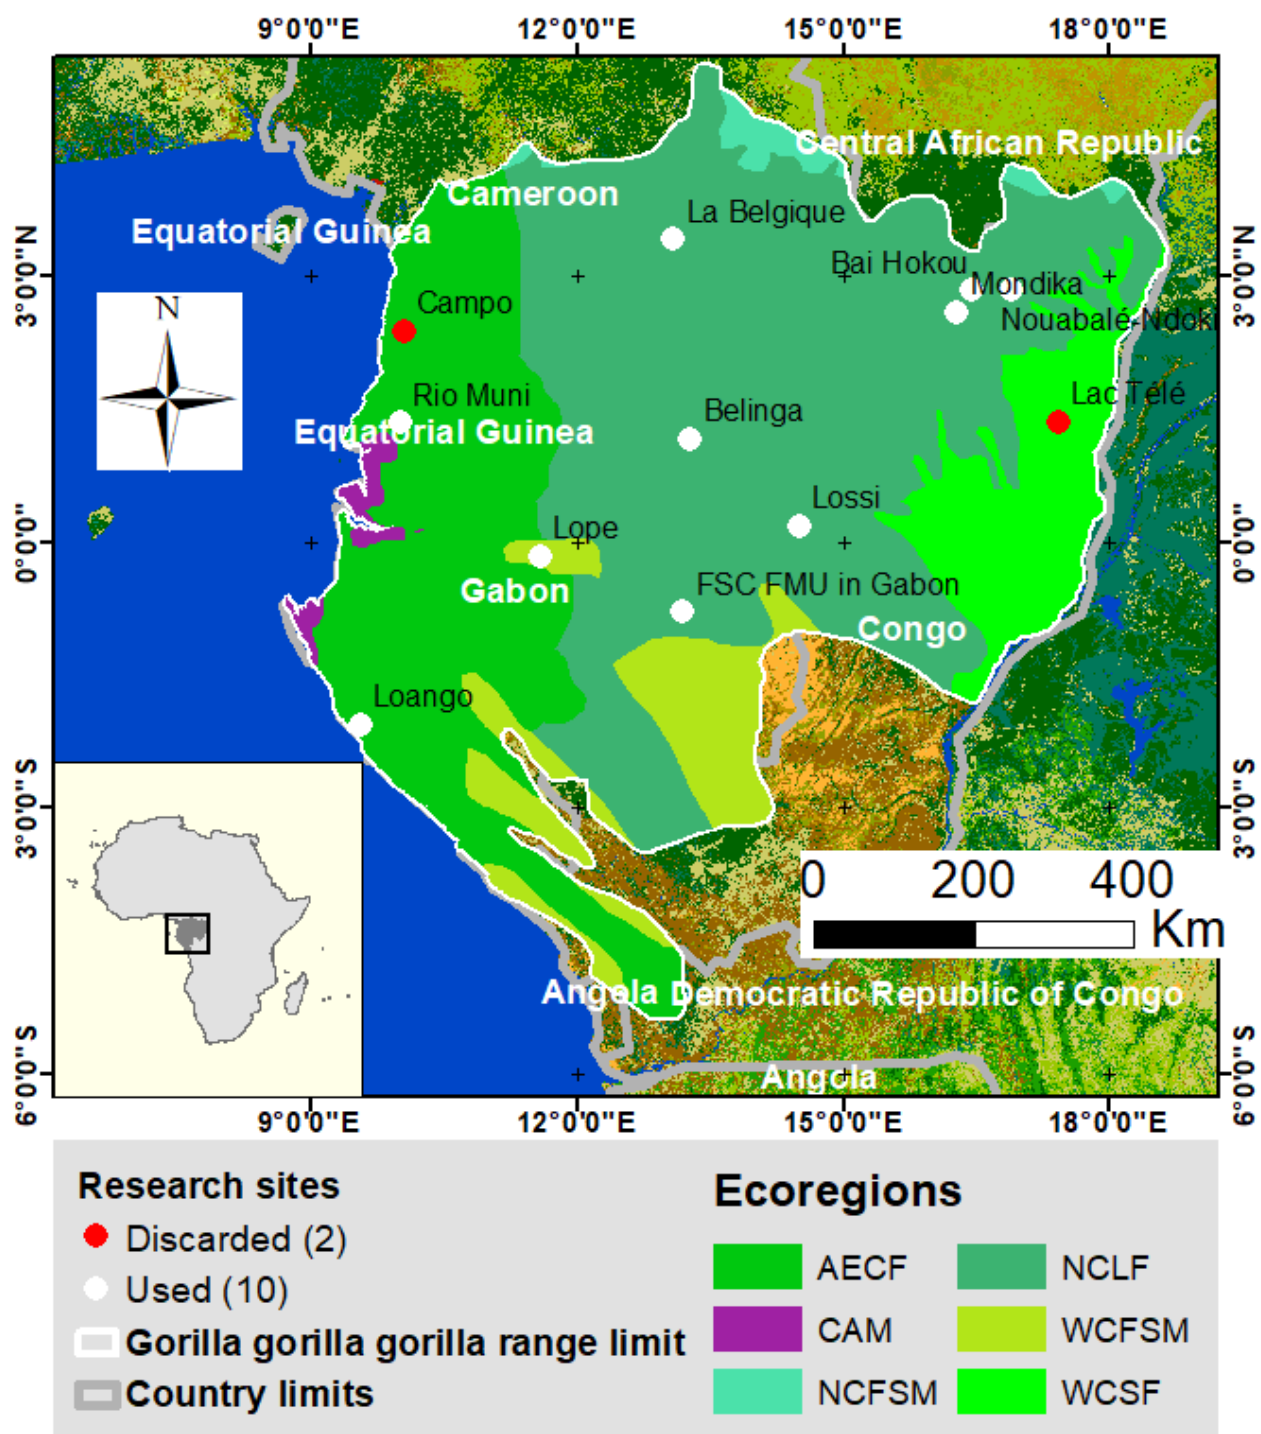 9°0'0"E 12°0'0"E 15°0'0"E 18°0'0"E
Central African Republic
Cameroon
La Belgique
Equatorial Guinea
3°0'0"N
3°0'0"N
Bai Hokou
Mondika
N
Campo
Nouabalé-Ndoki
Rio Muni
Lac Télé
Belinga
Equatorial Guinea
Lossi
Lope
0°0'0"
0°0'0"
FSC FMU in Gabon
Gabon
Congo
Loango
3°0'0"S
3°0'0"S
0 200 400
Km
Angola Democratic Republic of Congo
6°0'0"S
6°0'0"S
Angola
9°0'0"E 12°0'0"E 15°0'0"E 18°0'0"E
Research sites
Discarded (2)
Used (10)
Gorilla gorilla gorilla range limit
Country limits
Ecoregions
AECF
CAM
NCFSM
NCLF
WCFSM
WCSF